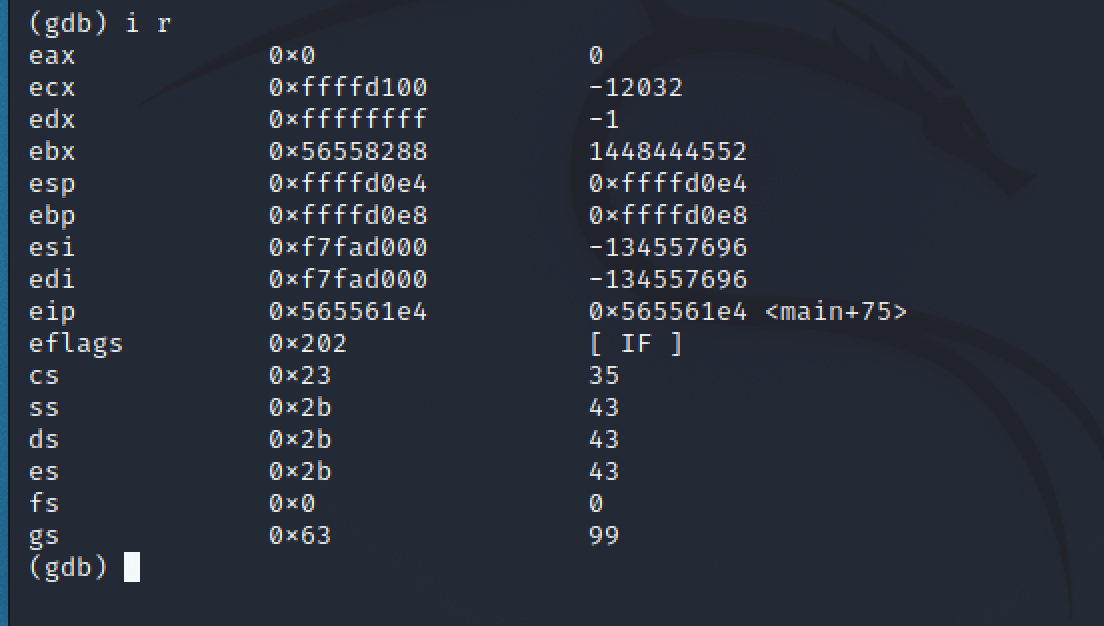 (gdb) i r
eax 0×0 0
ecx 0×ffffd100 -12032
edx 0×ffffffff -1
ebx 0×56558288 1448444552
esp 0×ffffd0e4 0×ffffd0e4
ebp 0×ffffd0e8 0×ffffd0e8
esi 0×f7fad000 -134557696
edi 0×f7fad000 -134557696
eip 0×565561e4 0×565561e4 <main+75>
eflags 0×202 [ IF ]
cs 0×23 35
ss 0×2b 43
ds 0×2b 43
es 0×2b 43
fs 0×0 0
gs 0×63 99
(gdb)